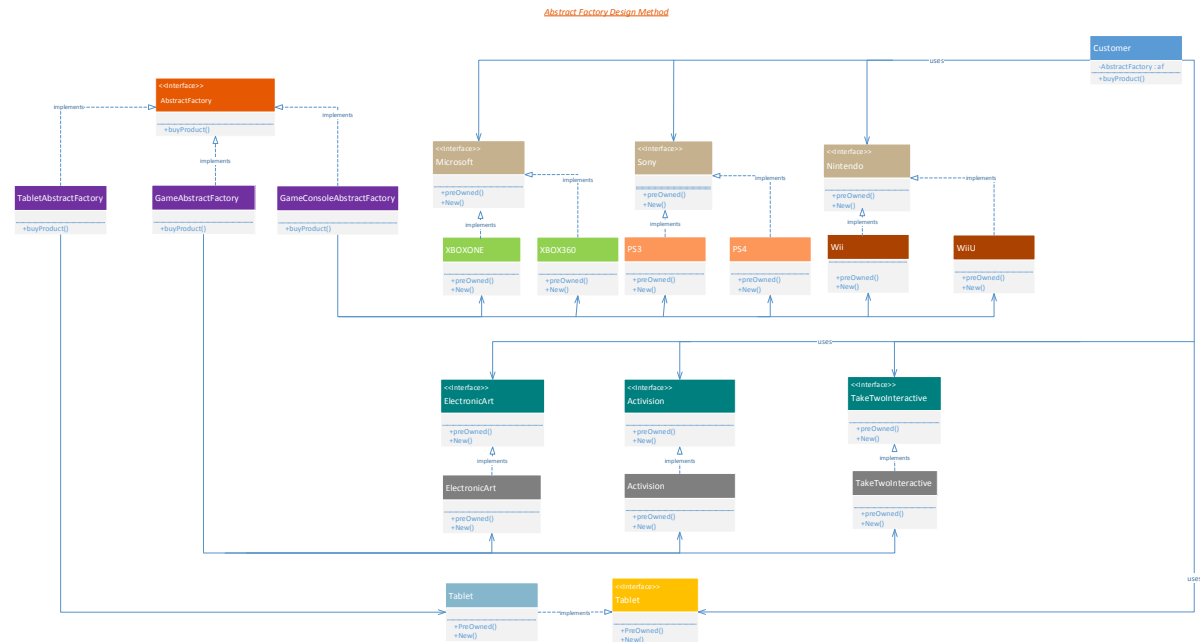 Abstract Factory Design Method
Customer
-AbstractFactory : af
+buyProduct()
uses
<<Interface>>
AbstractFactory
+buyProduct()
implements
implements
implements
TabletAbstractFactory
+buyProduct()
GameAbstractFactory
+buyProduct()
GameConsoleAbstractFactory
+buyProduct()
<<Interface>>
Microsoft
+preOwned()
+New()
<<Interface>>
Sony
+preOwned()
+New()
<<Interface>>
Nintendo
+preOwned()
+New()
implements
implements
implements
implements
implements
implements
XBOXONE
+preOwned()
+New()
XBOX360
+preOwned()
+New()
PS3
+preOwned()
+New()
PS4
+preOwned()
+New()
Wii
+preOwned()
+New()
WiiU
+preOwned()
+New()
uses
<<Interface>>
ElectronicArt
+preOwned()
+New()
<<Interface>>
Activision
+preOwned()
+New()
<<Interface>>
TakeTwoInteractive
+preOwned()
+New()
implements
implements
implements
ElectronicArt
+preOwned()
+New()
Activision
+preOwned()
+New()
TakeTwoInteractive
+preOwned()
+New()
uses
Tablet
+PreOwned()
+New()
implements
<<Interface>>
Tablet
+PreOwned()
+New()